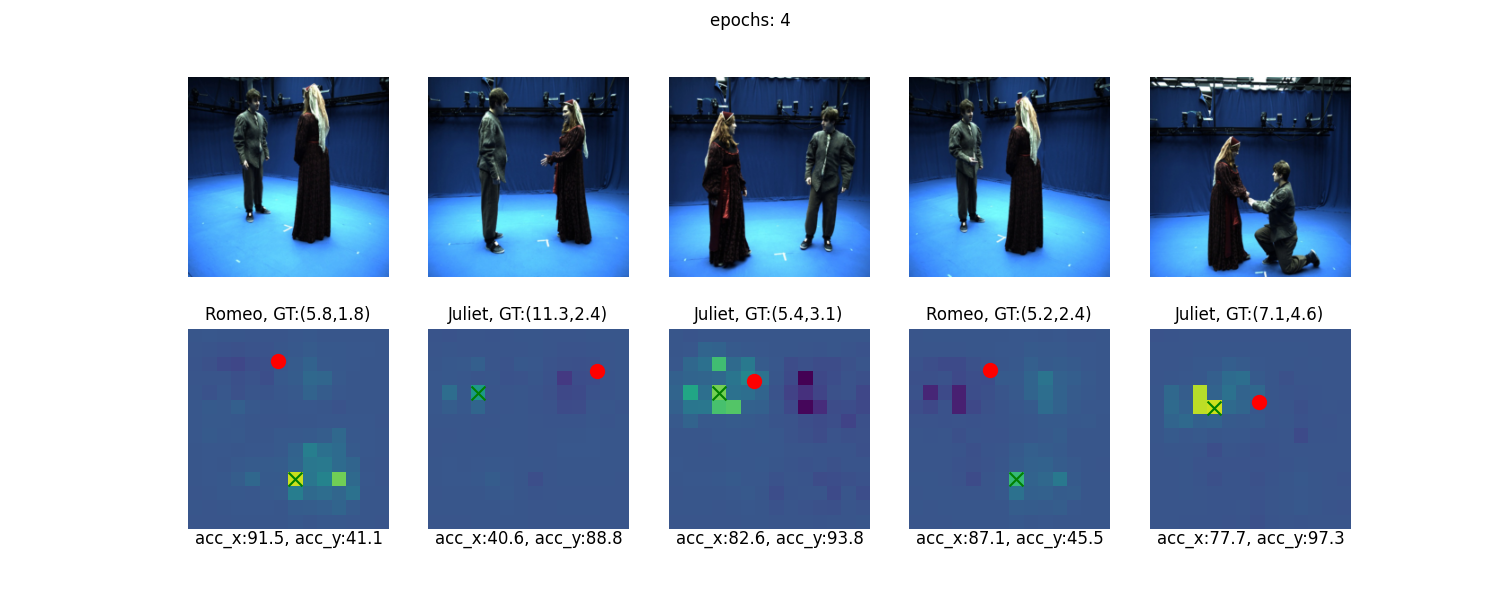 epochs: 4
Romeo, GT:(5.8,1.8)
Juliet, GT:(11.3,2.4)
Juliet, GT:(5.4,3.1)
Romeo, GT:(5.2,2.4)
Juliet, GT:(7.1,4.6)
acc_x:91.5, acc_y:41.1
acc_x:40.6, acc_y:88.8
acc_x:82.6, acc_y:93.8
acc_x:87.1, acc_y:45.5
acc_x:77.7, acc_y:97.3